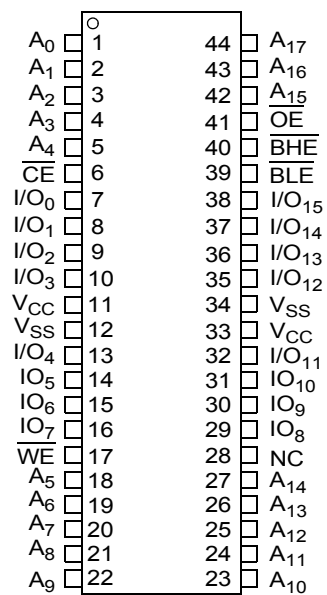 A0 1 44 A17
A1 2 43 A16
A2 3 42 A15
A3 4 41 OE
A4 5 40 BHE
CE 6 39 BLE
I/O0 7 38 I/O15
I/O1 8 37 I/O14
I/O2 9 36 I/O13
I/O3 10 35 I/O12
VCC 11 34 VSS
VSS 12 33 VCC
I/O4 13 32 I/O11
IO5 14 31 IO10
IO6 15 30 IO9
IO7 16 29 IO8
WE 17 28 NC
A5 18 27 A14
A6 19 26 A13
A7 20 25 A12
A8 21 24 A11
A9 22 23 A10